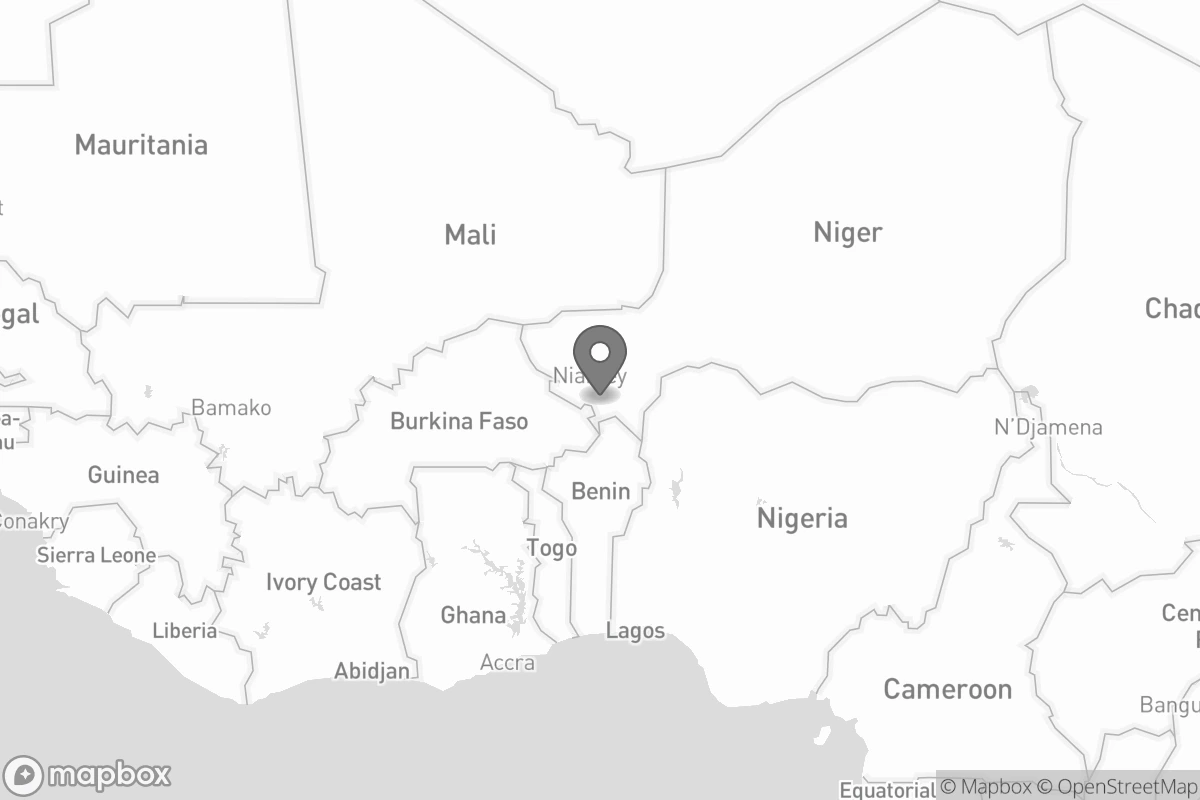 Mauritania
Mali
Niger
gal
Chad
Bamako
Burkina Faso
N'Djamena
Guinea
Benin
Nigeria
Conakry
Sierra Leone
Togo
Ivory Coast
Ghana
Liberia
Lagos
Accra
Abidjan
Cameroon
Cen
Bangu
mapbox
Equatorial
© Mapbox © OpenStreetMap